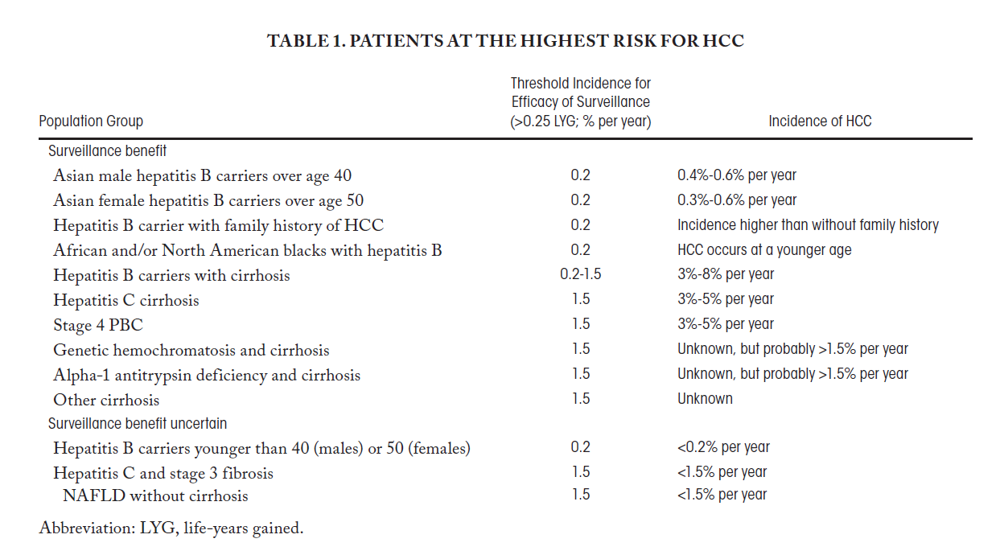 TABLE 1. PATIENTS AT THE HIGHEST RISK FOR HCC
Population Group Threshold Incidence for Efficacy of Surveillance (>0.25 LYG; % per year) Incidence of HCC
Surveillance benefit
Asian male hepatitis B carriers over age 40 0.2 0.4%-0.6% per year
Asian female hepatitis B carriers over age 50 0.2 0.3%-0.6% per year
Hepatitis B carrier with family history of HCC 0.2 Incidence higher than without family history
African and/or North American blacks with hepatitis B 0.2 HCC occurs at a younger age
Hepatitis B carriers with cirrhosis 0.2-1.5 3%-8% per year
Hepatitis C cirrhosis 1.5 3%-5% per year
Stage 4 PBC 1.5 3%-5% per year
Genetic hemochromatosis and cirrhosis 1.5 Unknown, but probably >1.5% per year
Alpha-1 antitrypsin deficiency and cirrhosis 1.5 Unknown, but probably >1.5% per year
Other cirrhosis 1.5 Unknown
Surveillance benefit uncertain
Hepatitis B carriers younger than 40 (males) or 50 (females) 0.2 <0.2% per year
Hepatitis C and stage 3 fibrosis 1.5 <1.5% per year
NAFLD without cirrhosis 1.5 <1.5% per year
Abbreviation: LYG, life-years gained.